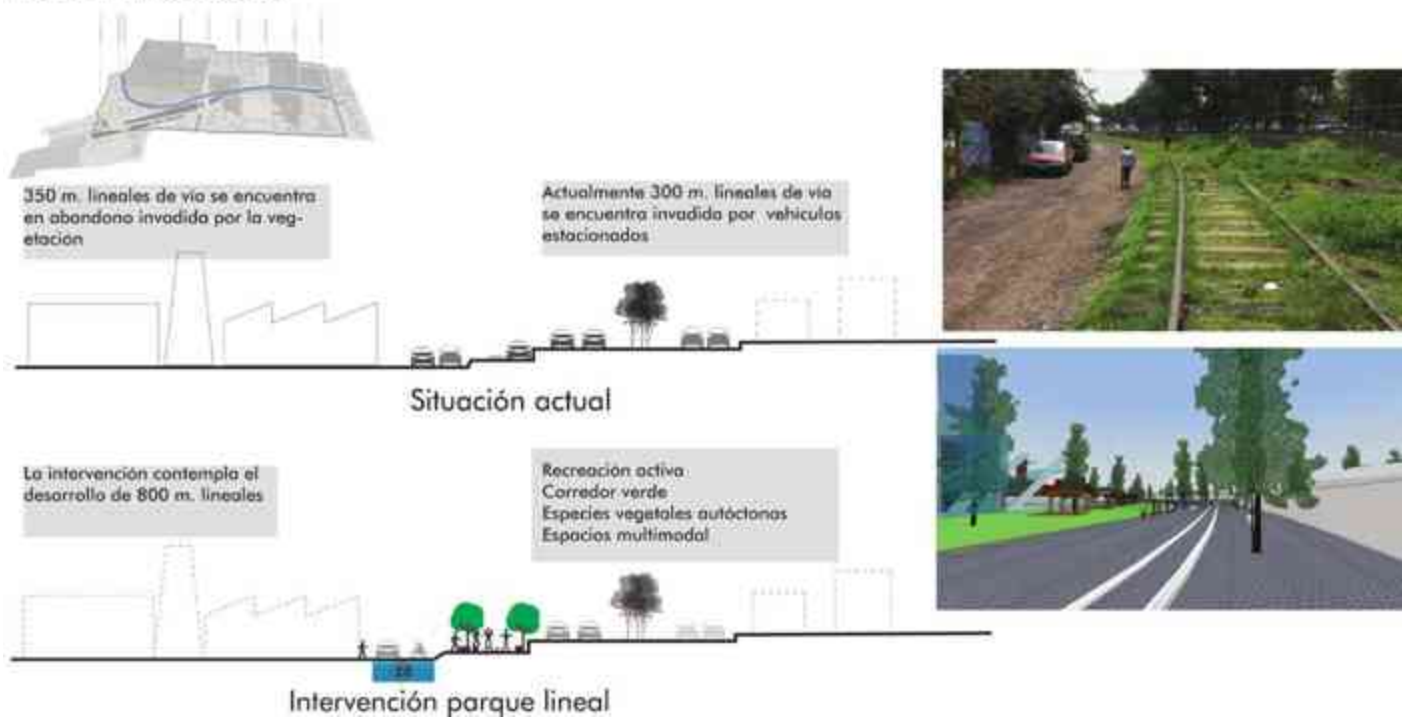 350 m. lineales de vía se encuentra
en abandono invadida por la veg-
etación
Actualmente 300 m. lineales de vía
se encuentra invadida por vehiculos
estacionados
Situación actual
La intervención contempla el
desarrollo de 800 m. lineales
Recreación activa
Corredor verde
Especies vegetales autóctonas
Espacios multimodal
Intervención parque lineal